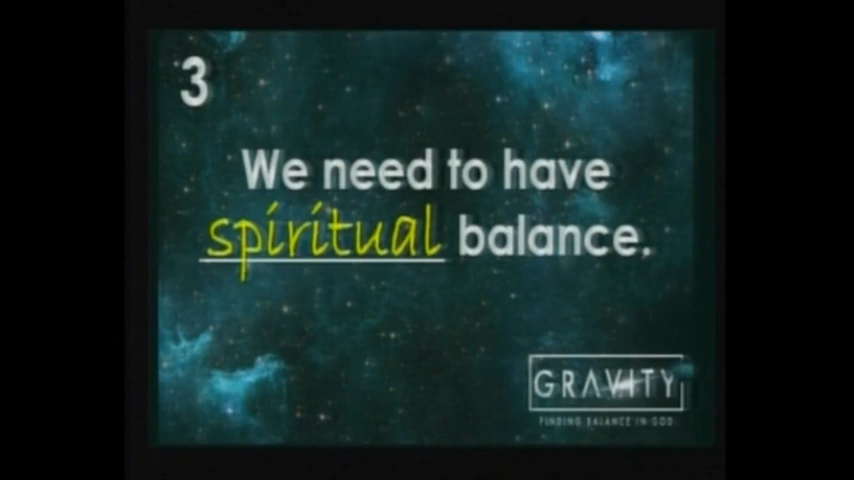 3
We need to have
spiritual balance.
GRAVITY
FINDING BALANCE IN GOD